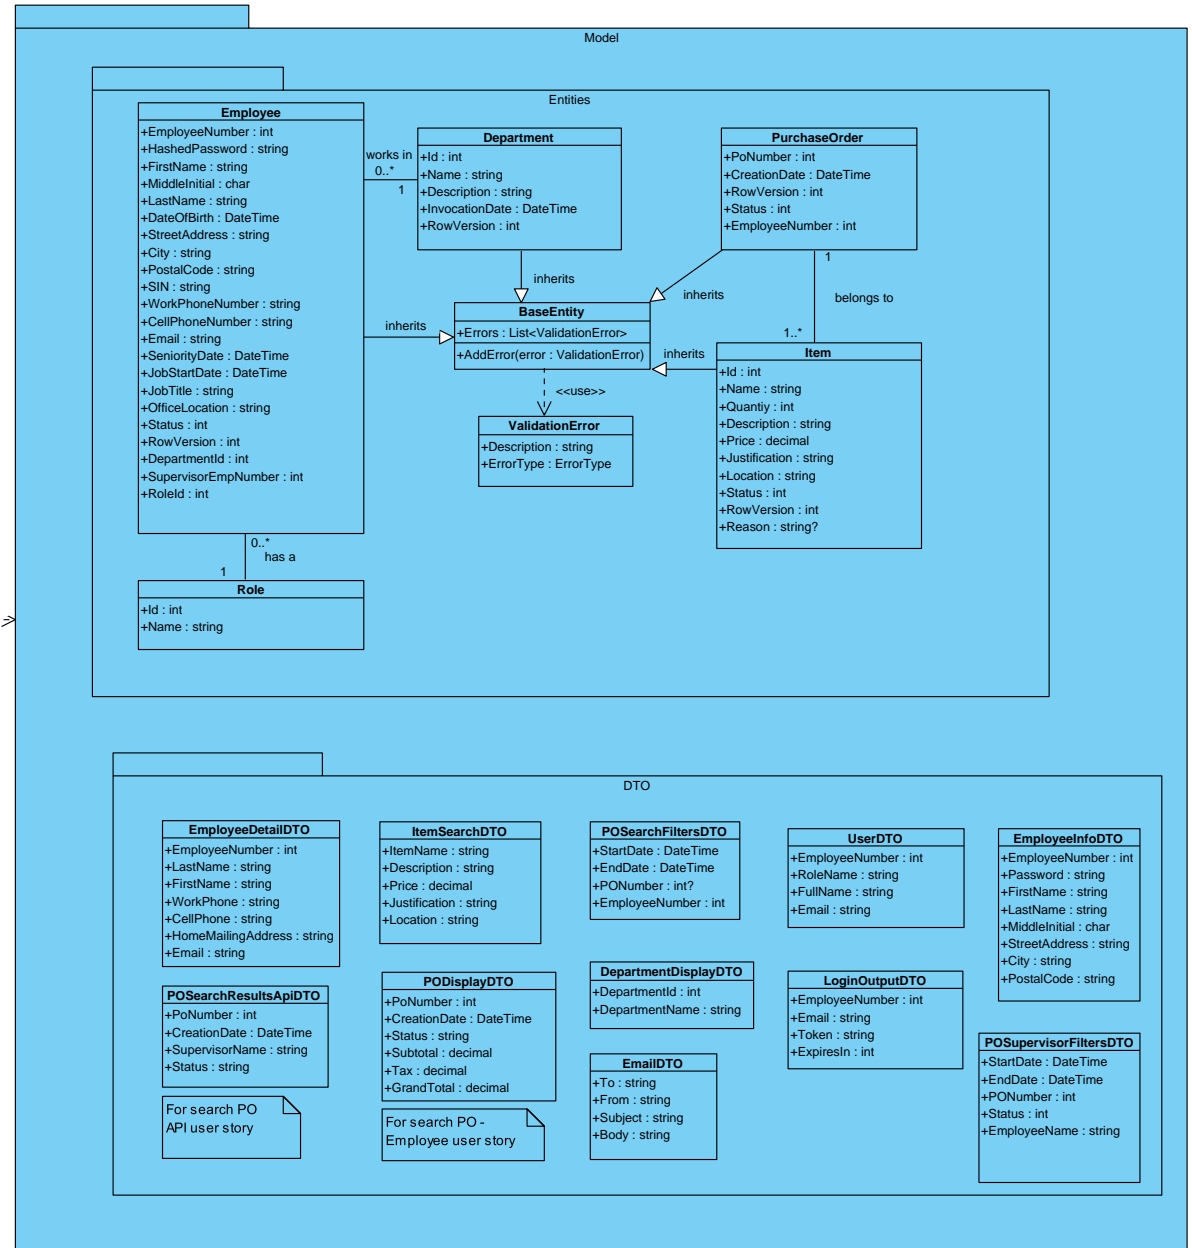 Model
Entities
Employee
+EmployeeNumber : int
+HashedPassword : string
+FirstName : string
+MiddleInitial : char
+LastName : string
+DateOfBirth : DateTime
+StreetAddress : string
+City : string
+PostalCode : string
+SIN : string
+WorkPhoneNumber : string
+CellPhoneNumber : string
+Email : string
+SeniorityDate : DateTime
+JobStartDate : DateTime
+JobTitle : string
+OfficeLocation : string
+Status : int
+RowVersion : int
+DepartmentId : int
+SupervisorEmpNumber : int
+RoleId : int
works in
0..*
1
Department
+Id : int
+Name : string
+Description : string
+InvocationDate : DateTime
+RowVersion : int
PurchaseOrder
+PoNumber : int
+CreationDate : DateTime
+RowVersion : int
+Status : int
+EmployeeNumber : int
inherits
inherits
1
belongs to
1..*
inherits
BaseEntity
+Errors : List<ValidationError>
+AddError(error : ValidationError)
inherits
<<use>>
ValidationError
+Description : string
+ErrorType : ErrorType
Item
+Id : int
+Name : string
+Quantiy : int
+Description : string
+Price : decimal
+Justification : string
+Location : string
+Status : int
+RowVersion : int
+Reason : string?
0..*
has a
1
Role
+Id : int
+Name : string
DTO
EmployeeDetailDTO
+EmployeeNumber : int
+LastName : string
+FirstName : string
+WorkPhone : string
+CellPhone : string
+HomeMailingAddress : string
+Email : string
ItemSearchDTO
+ItemName : string
+Description : string
+Price : decimal
+Justification : string
+Location : string
POSearchFiltersDTO
+StartDate : DateTime
+EndDate : DateTime
+PONumber : int?
+EmployeeNumber : int
UserDTO
+EmployeeNumber : int
+RoleName : string
+FullName : string
+Email : string
EmployeeInfoDTO
+EmployeeNumber : int
+Password : string
+FirstName : string
+LastName : string
+MiddleInitial : char
+StreetAddress : string
+City : string
+PostalCode : string
POSearchResultsApiDTO
+PoNumber : int
+CreationDate : DateTime
+SupervisorName : string
+Status : string
PODisplayDTO
+PoNumber : int
+CreationDate : DateTime
+Status : string
+Subtotal : decimal
+Tax : decimal
+GrandTotal : decimal
DepartmentDisplayDTO
+DepartmentId : int
+DepartmentName : string
LoginOutputDTO
+EmployeeNumber : int
+Email : string
+Token : string
+ExpiresIn : int
EmailDTO
+To : string
+From : string
+Subject : string
+Body : string
POSupervisorFiltersDTO
+StartDate : DateTime
+EndDate : DateTime
+PONumber : int
+Status : int
+EmployeeName : string
For search PO
API user story
For search PO -
Employee user story